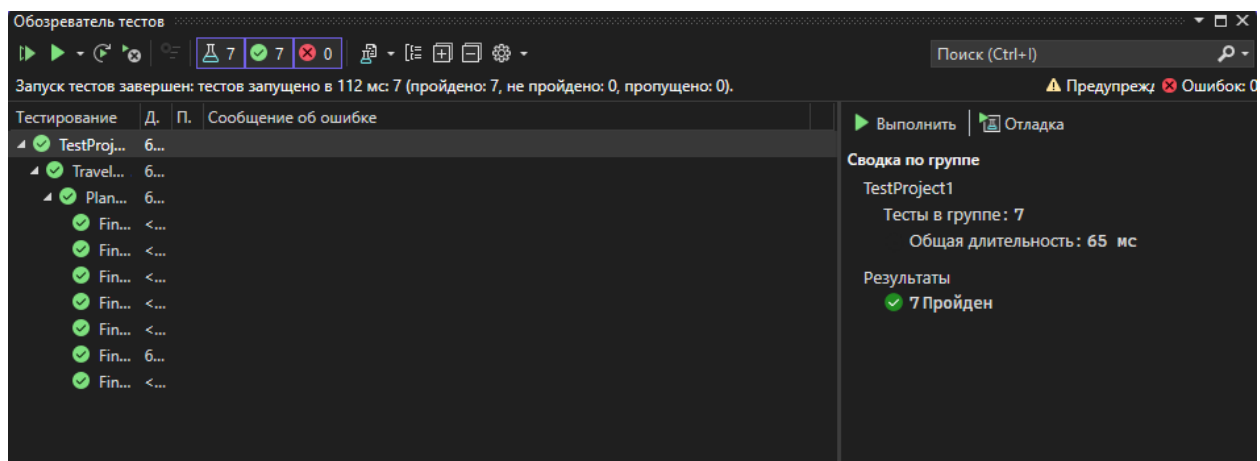 Обозреватель тестов
7 7 0 Поиск (Ctrl+I)
Запуск тестов завершен: тестов запущено в 112 мс: 7 (пройдено: 7, не пройдено: 0, пропущено: 0).
Предупреж Ошибок: 0
Тестирование Д. П. Сообщение об ошибке
TestProj... 6...
Travel... 6...
Plan... 6...
Fin... <...
Fin... <...
Fin... <...
Fin... <...
Fin... <...
Fin... 6...
Fin... <...
Выполнить Отладка
Сводка по группе
TestProject1
Тесты в группе: 7
Общая длительность: 65 мс
Результаты
7 Пройден